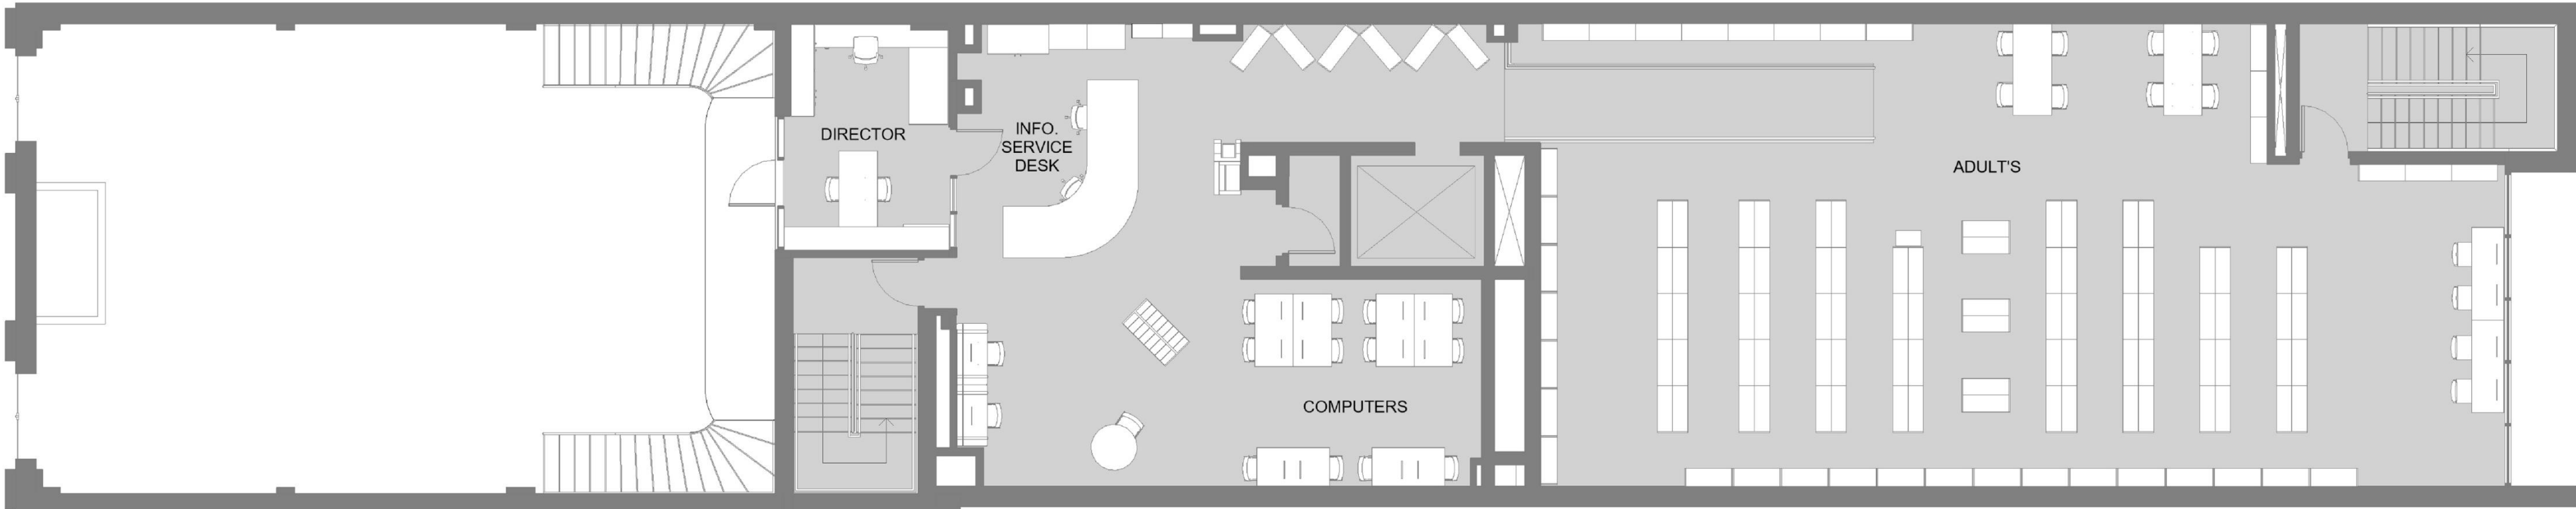 DIRECTOR
INFO.
SERVICE
DESK
ADULT'S
COMPUTERS